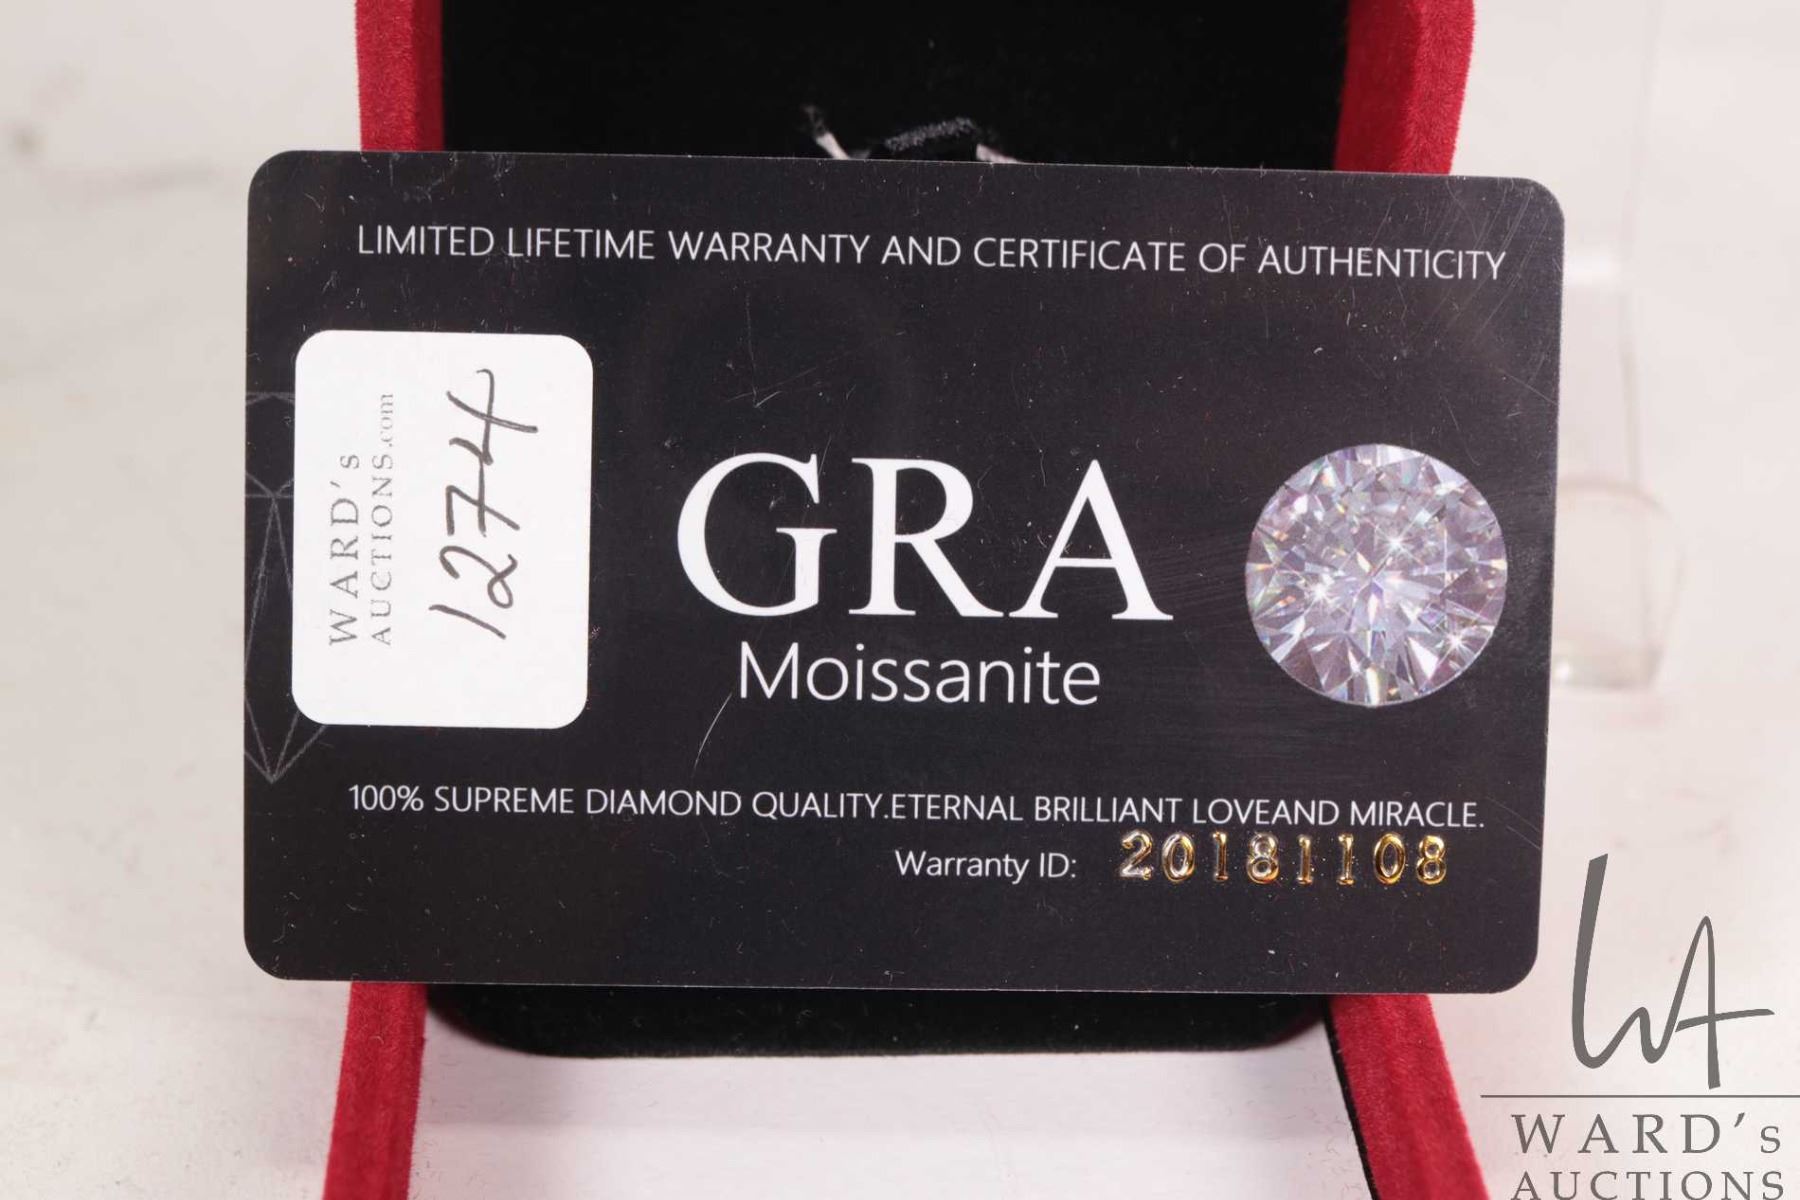 LIMITED LIFETIME WARRANTY AND CERTIFICATE OF AUTHENTICITY
WARD's
AUCTIONS.com
1274
GRA
Moissanite
100% SUPREME DIAMOND QUALITY.ETERNAL BRILLIANT LOVEAND MIRACLE.
Warranty ID: 20181108
WA
WARD's
AUCTIONS